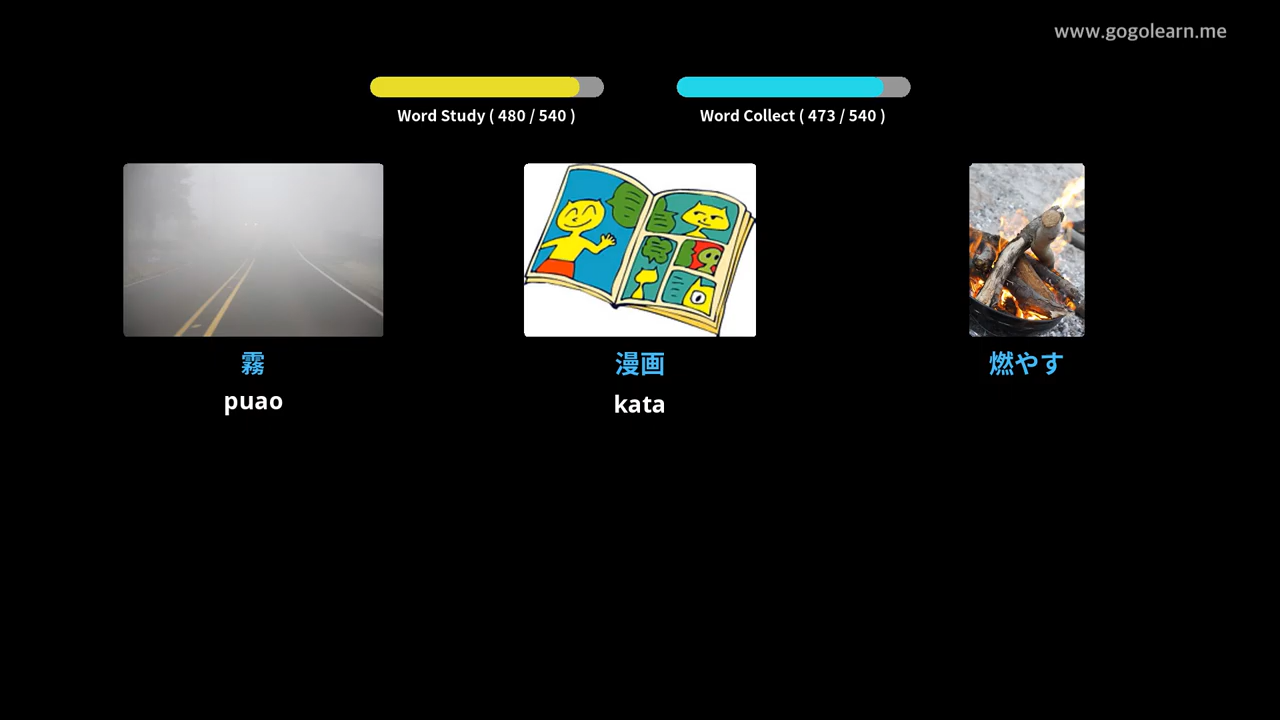 www.gogolearn.me
Word Study ( 480 / 540 )
Word Collect ( 473 / 540 )
霧
puao
漫画
kata
燃やす